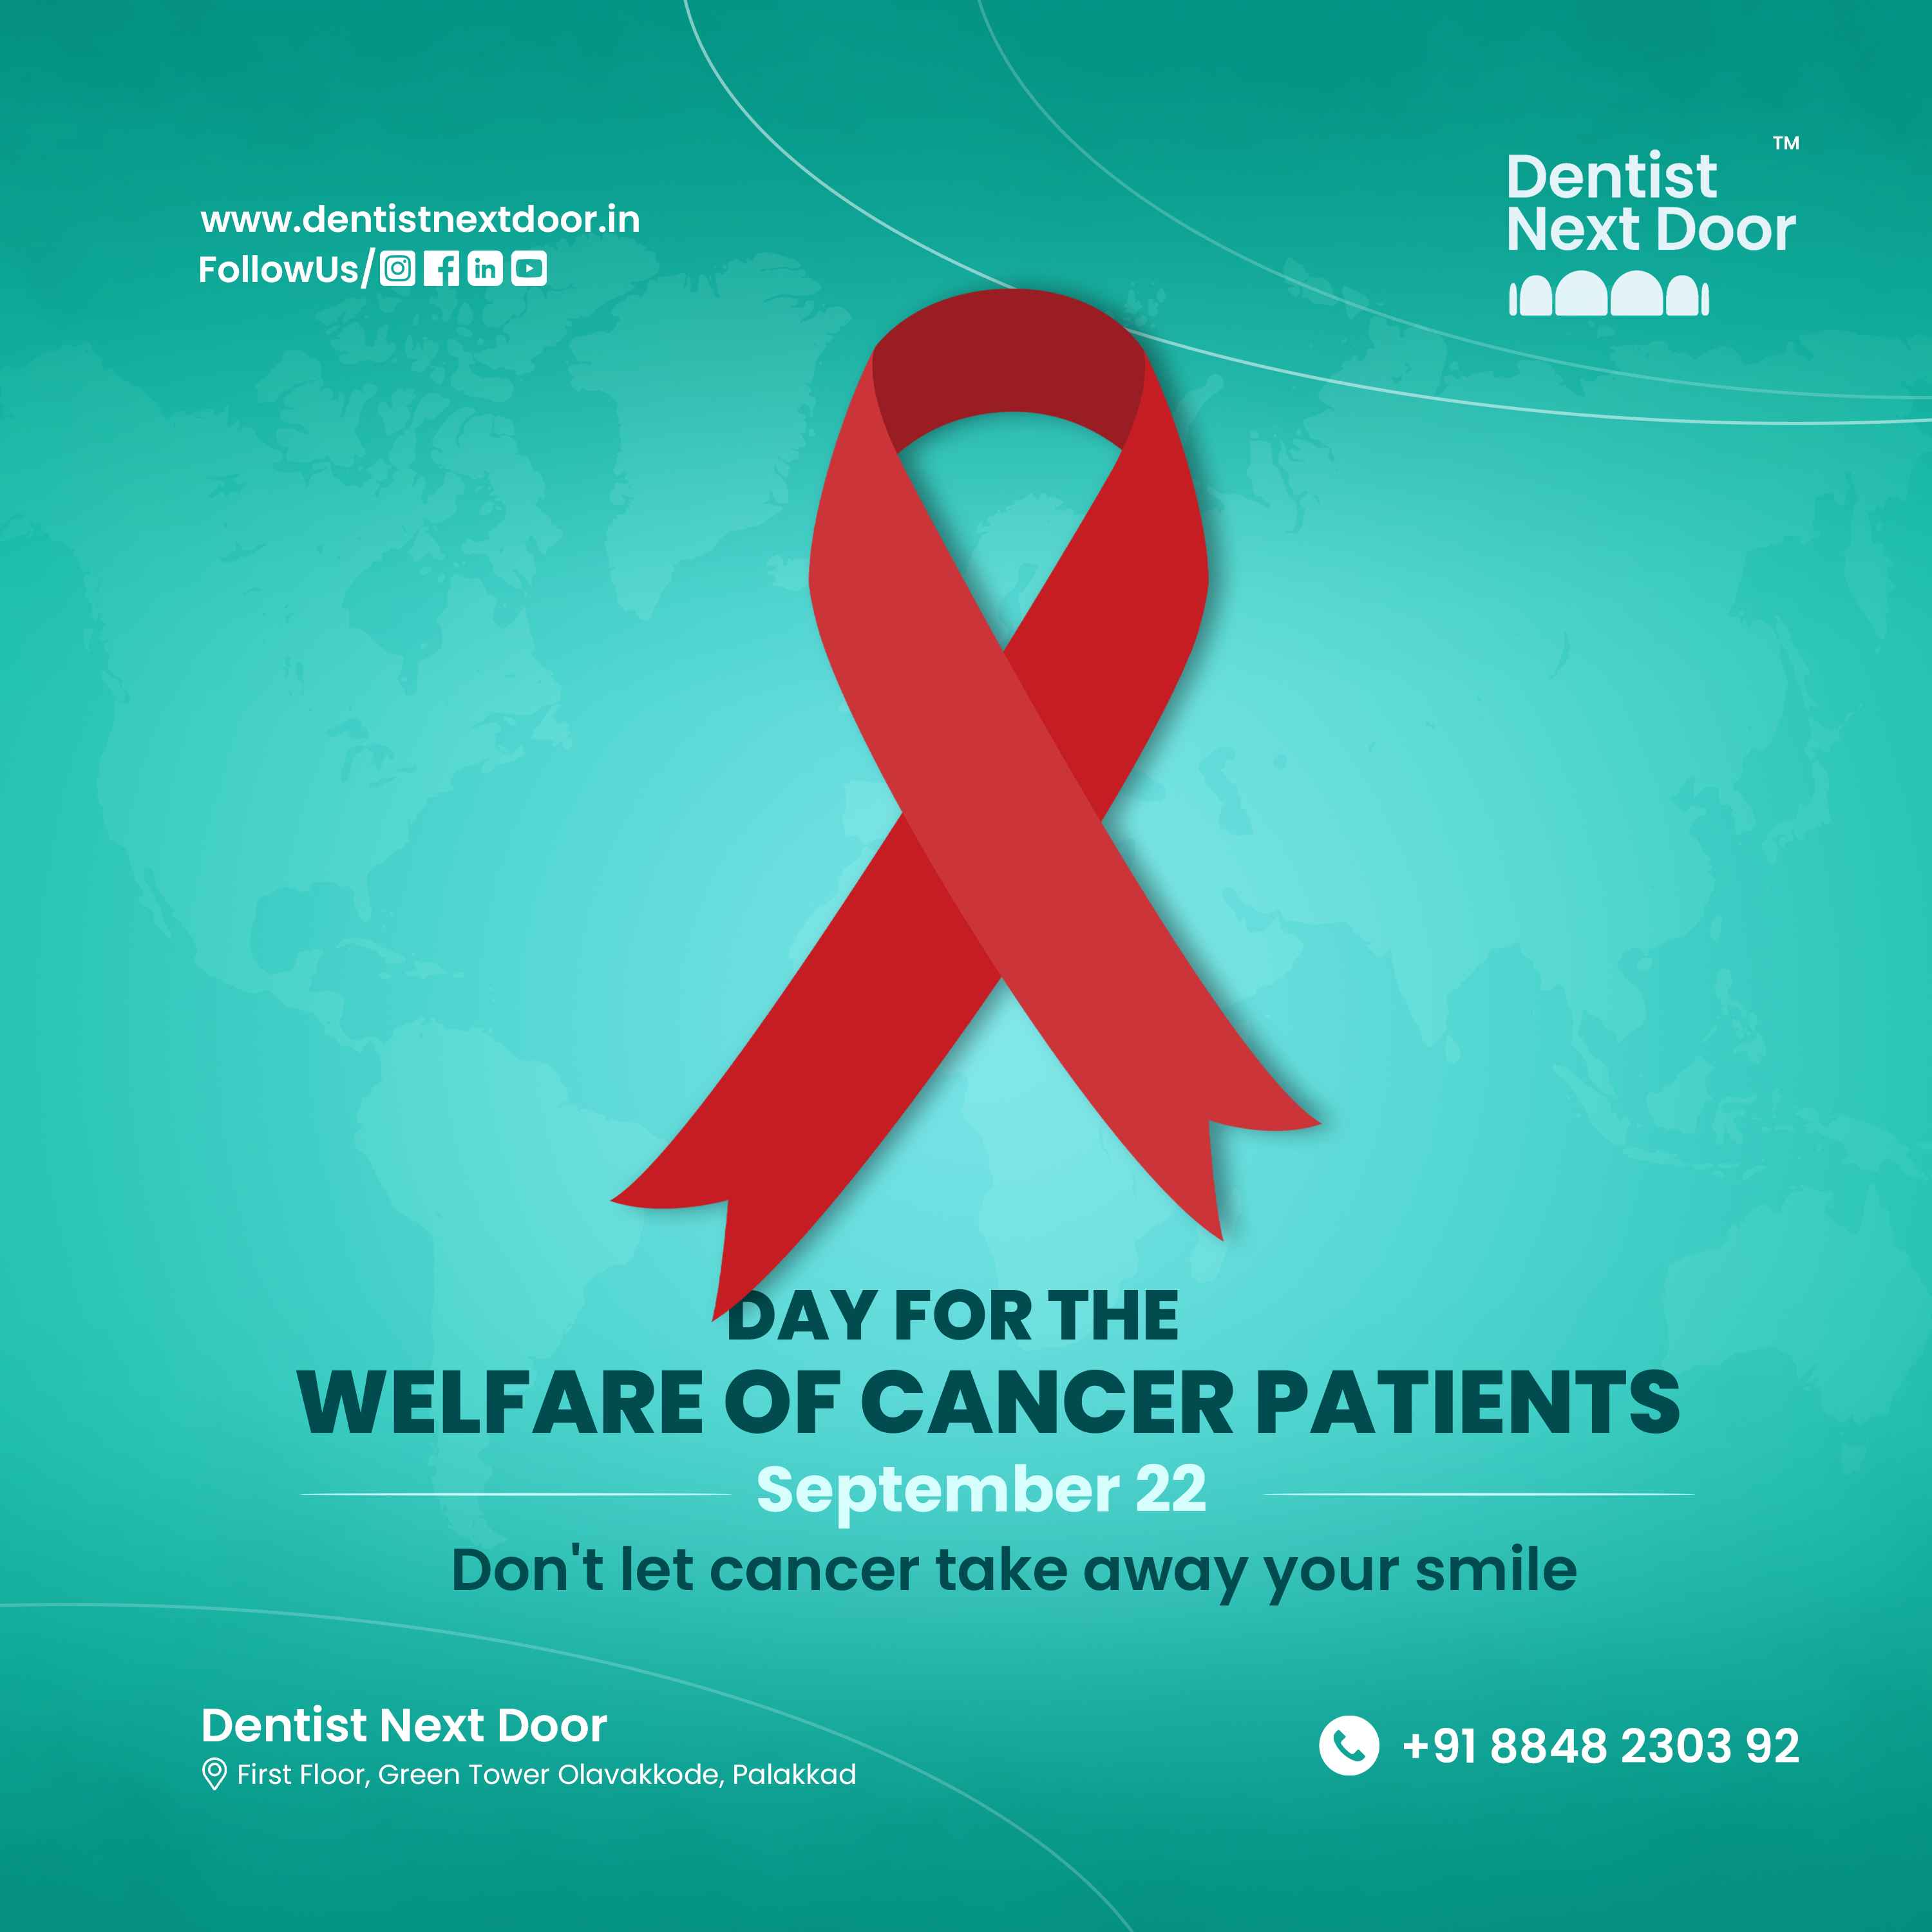 www.dentistnextdoor.in
FollowUs/
Dentist
Next Door
TM
DAY FOR THE
WELFARE OF CANCER PATIENTS
September 22
Don't let cancer take away your smile
Dentist Next Door
First Floor, Green Tower Olavakkode, Palakkad
+91 8848 2303 92